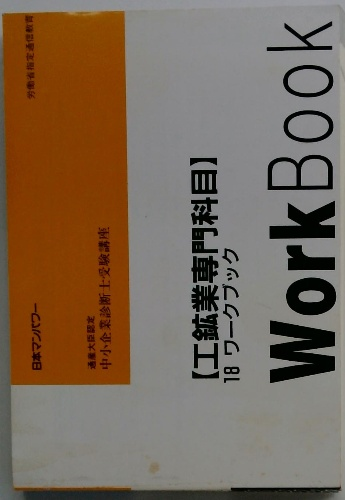 労働省指定通信教育
通産大臣認定
中小企業診断士受験講座
日本マンパワー
【工鉱業専門科目】
18 ワークブック
WorkBook